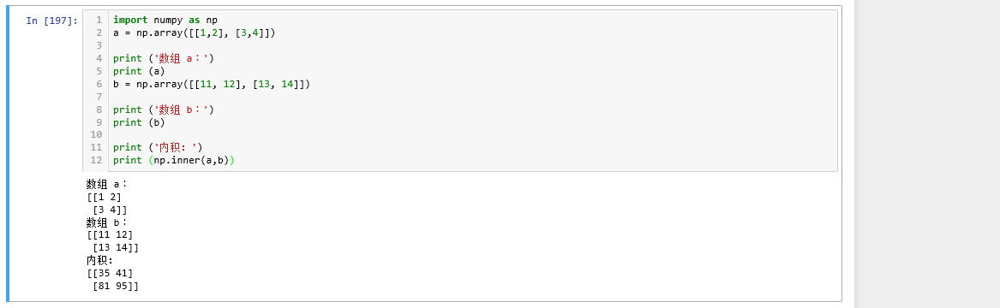 In [197]:
1 import numpy as np
2 a = np.array([[1,2], [3,4]])
3
4 print ('数组 a：')
5 print (a)
6 b = np.array([[11, 12], [13, 14]])
7
8 print ('数组 b：')
9 print (b)
10
11 print ('内积: ')
12 print (np.inner(a,b))
数组 a：
[[1 2]
 [3 4]]
数组 b：
[[11 12]
 [13 14]]
内积:
[[35 41]
 [81 95]]